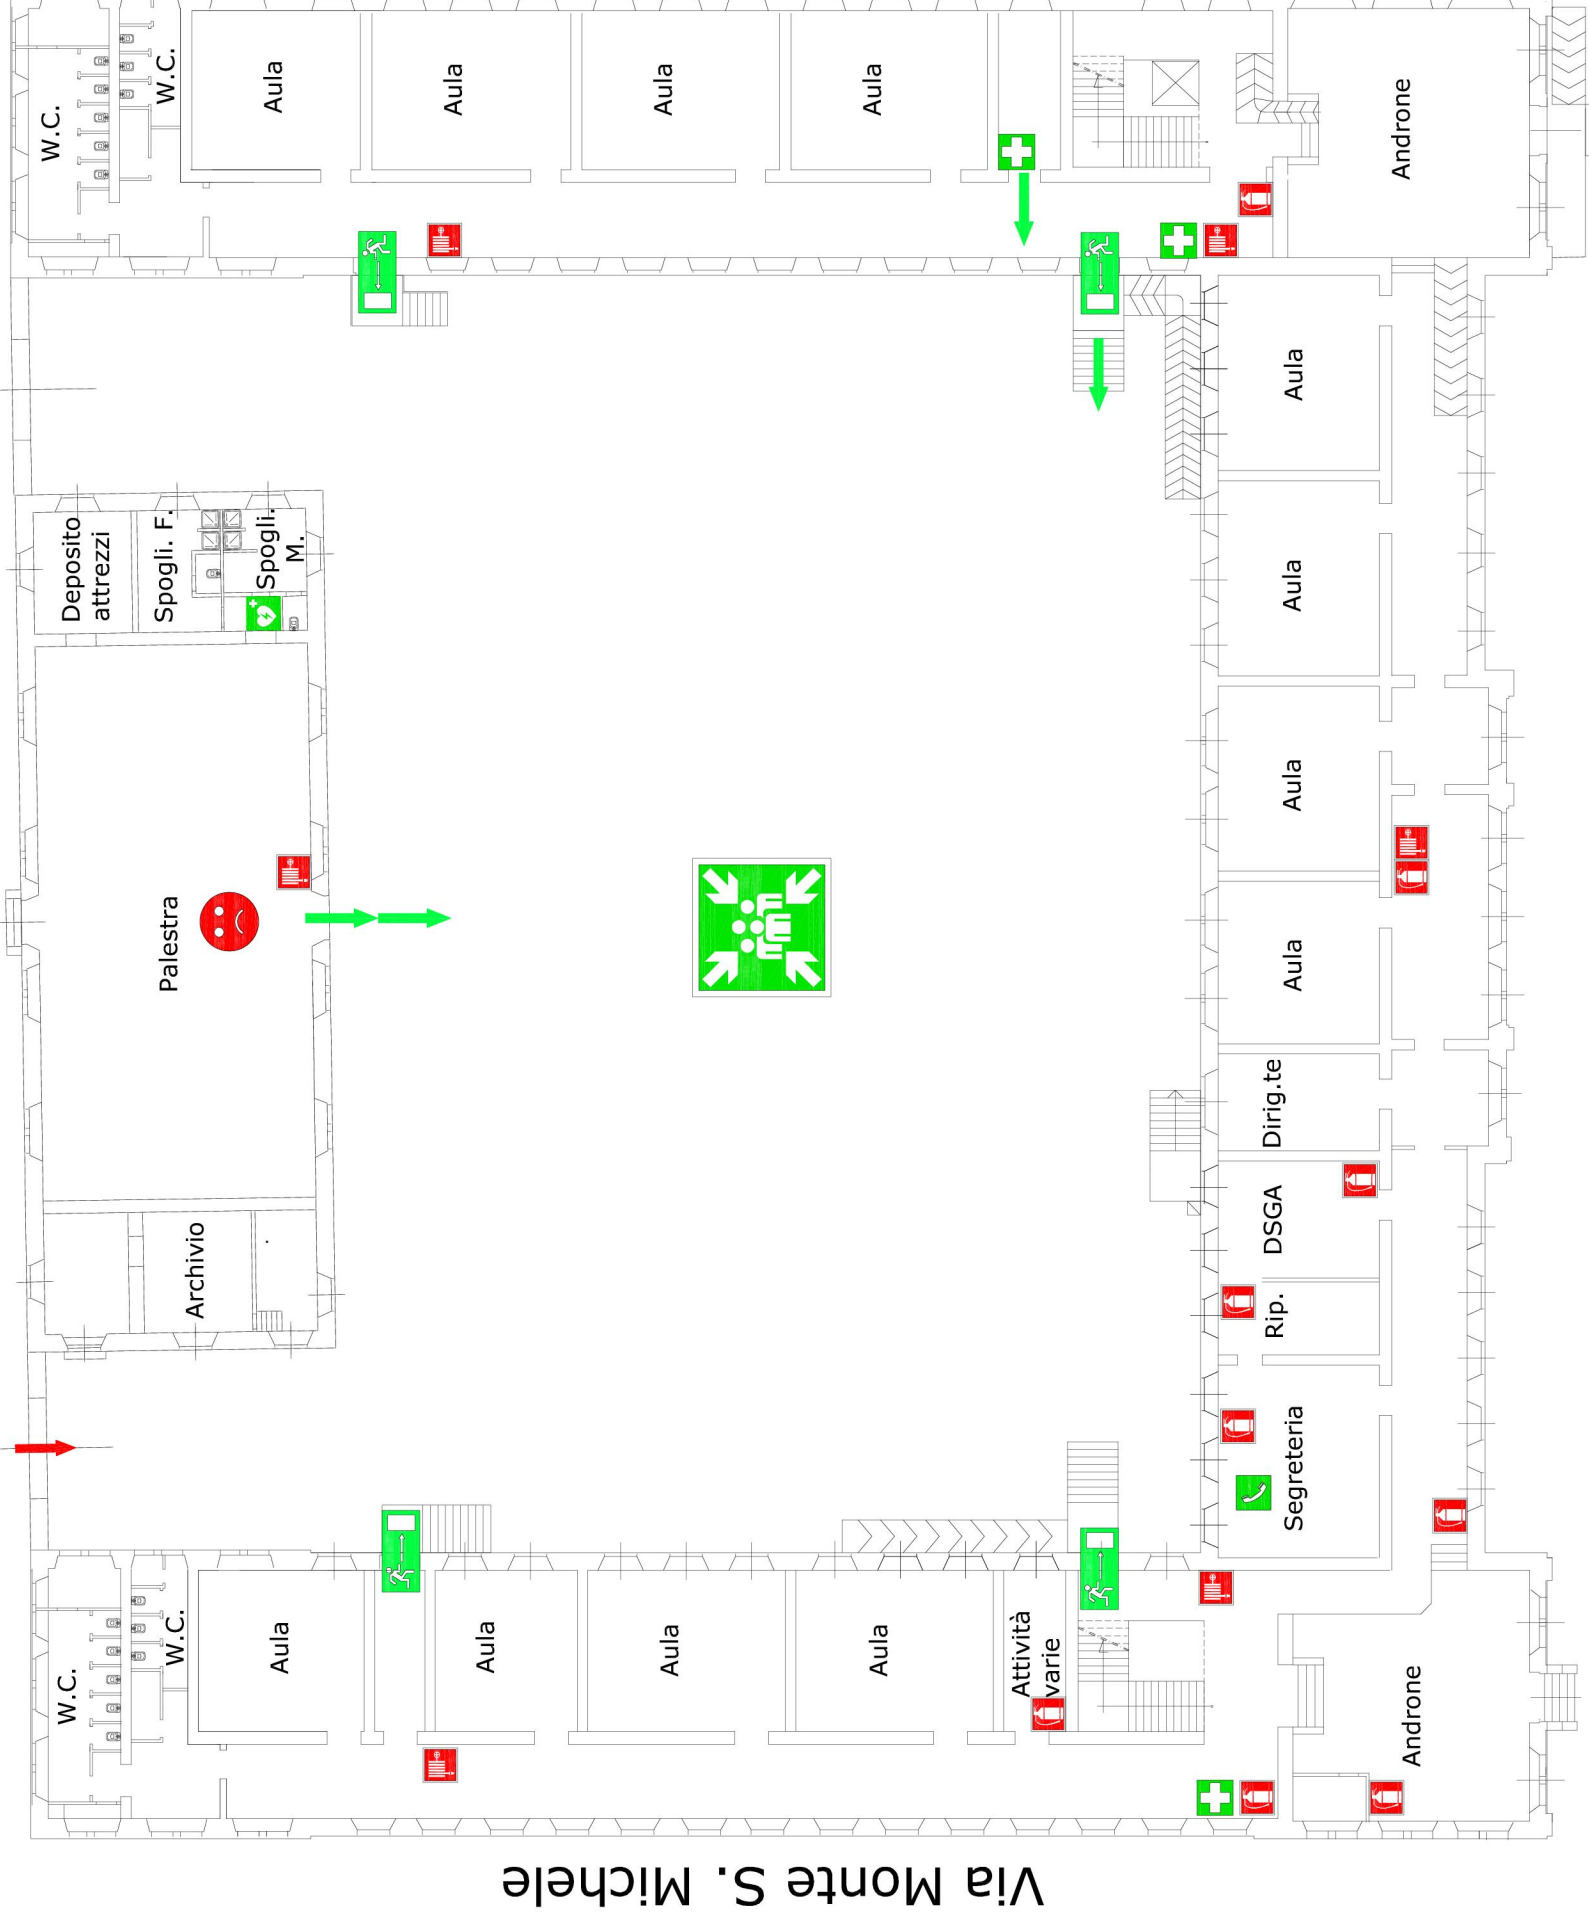 W.C.
W.C.
Aula
Aula
Aula
Aula
Androne
Aula
Deposito
attrezzi
Spogli. F.
Spogli.
M.
Aula
Aula
Palestra
Aula
Dirig.te
DSGA
Archivio
Rip.
Segreteria
W.C.
W.C.
Aula
Aula
Aula
Aula
Attività
varie
Androne
Via Monte S. Michele